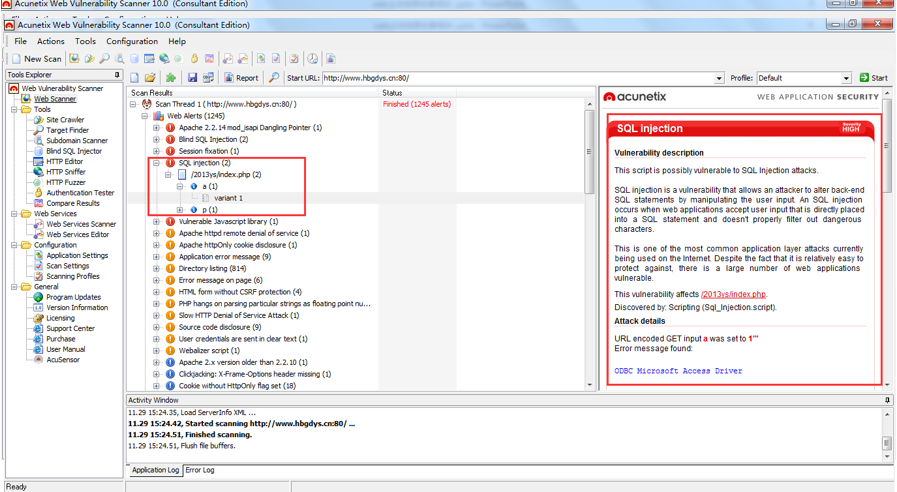 Acunetix Web Vulnerability Scanner 10.0 (Consultant Edition)
Acunetix Web Vulnerability Scanner 10.0 (Consultant Edition)
File Actions Tools Configuration Help
New Scan
Tools Explorer
Web Vulnerability Scanner
Web Scanner
Tools
Site Crawler
Target Finder
Subdomain Scanner
Blind SQL Injector
HTTP Editor
HTTP Sniffer
HTTP Fuzzer
Authentication Tester
Compare Results
Web Services
Web Services Scanner
Web Services Editor
Configuration
Application Settings
Scan Settings
Scanning Profiles
General
Program Updates
Version Information
Licensing
Support Center
Purchase
User Manual
AcuSensor
Report Start URL: http://www.hbgdys.cn:80/ Profile: Default Start
Scan Results Status
Scan Thread 1 ( http://www.hbgdys.cn:80/ ) Finished (1245 alerts)
Web Alerts (1245)
Apache 2.2.14 mod_isapi Dangling Pointer (1)
Blind SQL Injection (2)
Session fixation (1)
SQL injection (2)
/2013ys/index.php (2)
a (1)
variant 1
p (1)
Vulnerable Javascript library (1)
Apache httpd remote denial of service (1)
Apache httpOnly cookie disclosure (1)
Application error message (9)
Directory listing (814)
Error message on page (6)
HTML form without CSRF protection (4)
PHP hangs on parsing particular strings as floating point nu...
Slow HTTP Denial of Service Attack (1)
Source code disclosure (9)
User credentials are sent in clear text (1)
Webalizer script (1)
Apache 2.x version older than 2.2.10 (1)
Clickjacking: X-Frame-Options header missing (1)
Cookie without HttpOnly flag set (18)
acunetix WEB APPLICATION SECURITY
SQL injection Severity HIGH
Vulnerability description
This script is possibly vulnerable to SQL Injection attacks.
SQL injection is a vulnerability that allows an attacker to alter back-end
SQL statements by manipulating the user input. An SQL injection
occurs when web applications accept user input that is directly placed
into a SQL statement and doesn't properly filter out dangerous
characters.
This is one of the most common application layer attacks currently
being used on the Internet. Despite the fact that it is relatively easy to
protect against, there is a large number of web applications
vulnerable.
This vulnerability affects /2013ys/index.php.
Discovered by: Scripting (Sql_Injection.script).
Attack details
URL encoded GET input a was set to 1'"
Error message found:
ODBC Microsoft Access Driver
Activity Window
11.29 15:24.35, Load ServerInfo XML ...
11.29 15:24.42, Started scanning http://www.hbgdys.cn:80/ ...
11.29 15:24.51, Finished scanning.
11.29 15:24.51, Flush file buffers.
Application Log Error Log
Ready